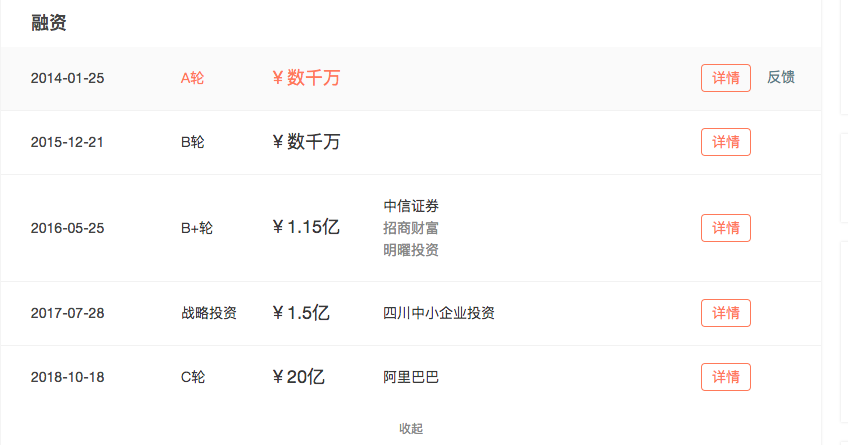 融资
2014-01-25 A轮 ¥数千万 详情 反馈
2015-12-21 B轮 ¥数千万 详情
2016-05-25 B+轮 ¥1.15亿 中信证券 招商财富 明曜投资 详情
2017-07-28 战略投资 ¥1.5亿 四川中小企业投资 详情
2018-10-18 C轮 ¥20亿 阿里巴巴 详情
收起